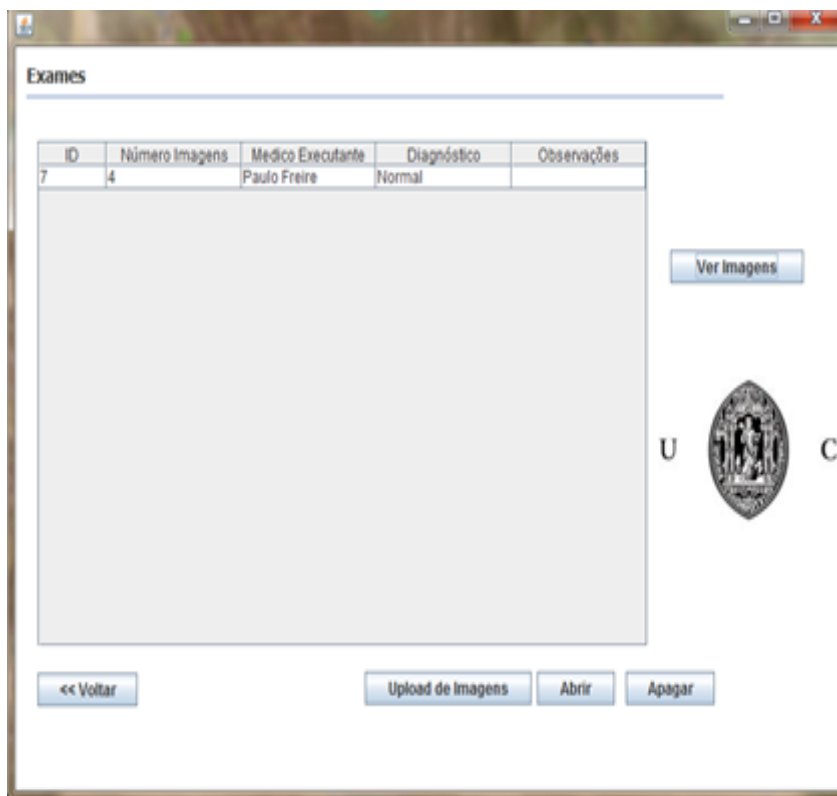 Exames
ID Número Imagens Medico Executante Diagnóstico Observações
7 4 Paulo Freire Normal
Ver Imagens
U C
<< Voltar Upload de Imagens Abrir Apagar